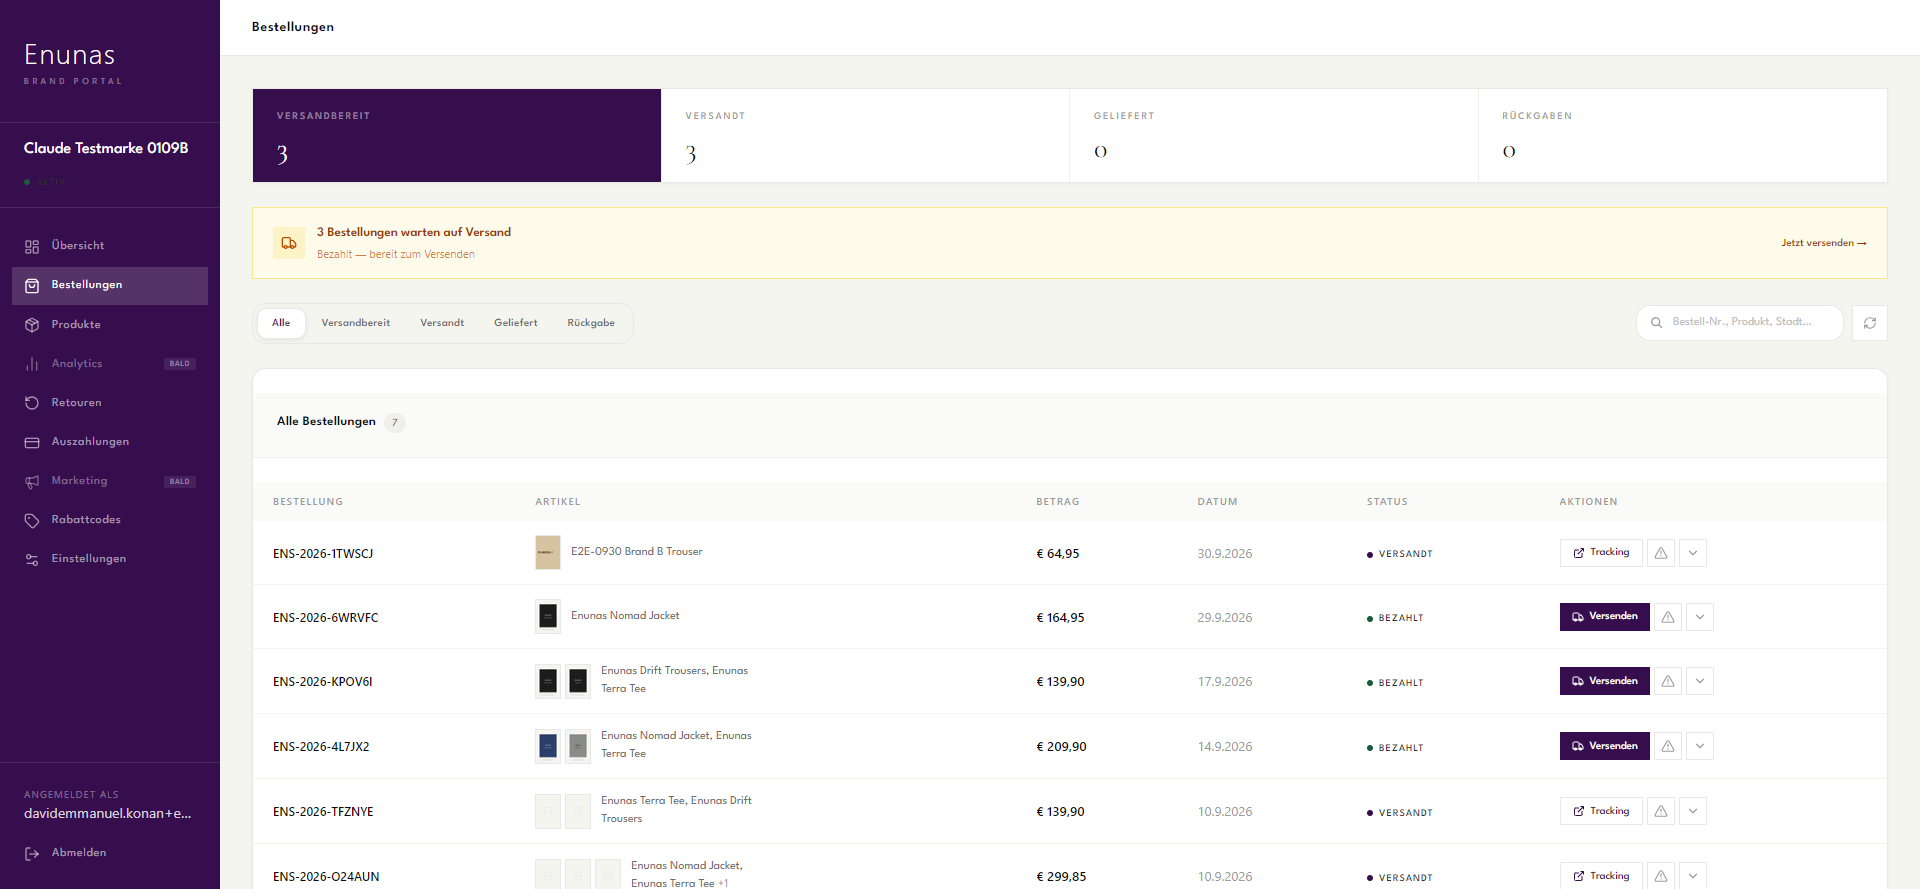 Enunas
BRAND PORTAL
Claude Testmarke 0109B
AKTIV
Übersicht
Bestellungen
Produkte
Analytics BALD
Retouren
Auszahlungen
Marketing BALD
Rabattcodes
Einstellungen
ANGEMELDET ALS
davidemmanuel.konan+e...
Abmelden
Bestellungen
VERSANDBEREIT
3
VERSANDT
3
GELIEFERT
0
RÜCKGABEN
0
3 Bestellungen warten auf Versand
Bezahlt — bereit zum Versenden
Jetzt versenden →
Alle Versandbereit Versandt Geliefert Rückgabe
Bestell-Nr., Produkt, Stadt...
Alle Bestellungen 7
BESTELLUNG ARTIKEL BETRAG DATUM STATUS AKTIONEN
ENS-2026-1TWSCJ E2E-0930 Brand B Trouser € 64,95 30.9.2026 VERSANDT Tracking
ENS-2026-6WRVFC Enunas Nomad Jacket € 164,95 29.9.2026 BEZAHLT Versenden
ENS-2026-KPOV6I Enunas Drift Trousers, Enunas
Terra Tee € 139,90 17.9.2026 BEZAHLT Versenden
ENS-2026-4L7JX2 Enunas Nomad Jacket, Enunas
Terra Tee € 209,90 14.9.2026 BEZAHLT Versenden
ENS-2026-TFZNYE Enunas Terra Tee, Enunas Drift
Trousers € 139,90 10.9.2026 VERSANDT Tracking
ENS-2026-O24AUN Enunas Nomad Jacket,
Enunas Terra Tee +1 € 299,85 10.9.2026 VERSANDT Tracking